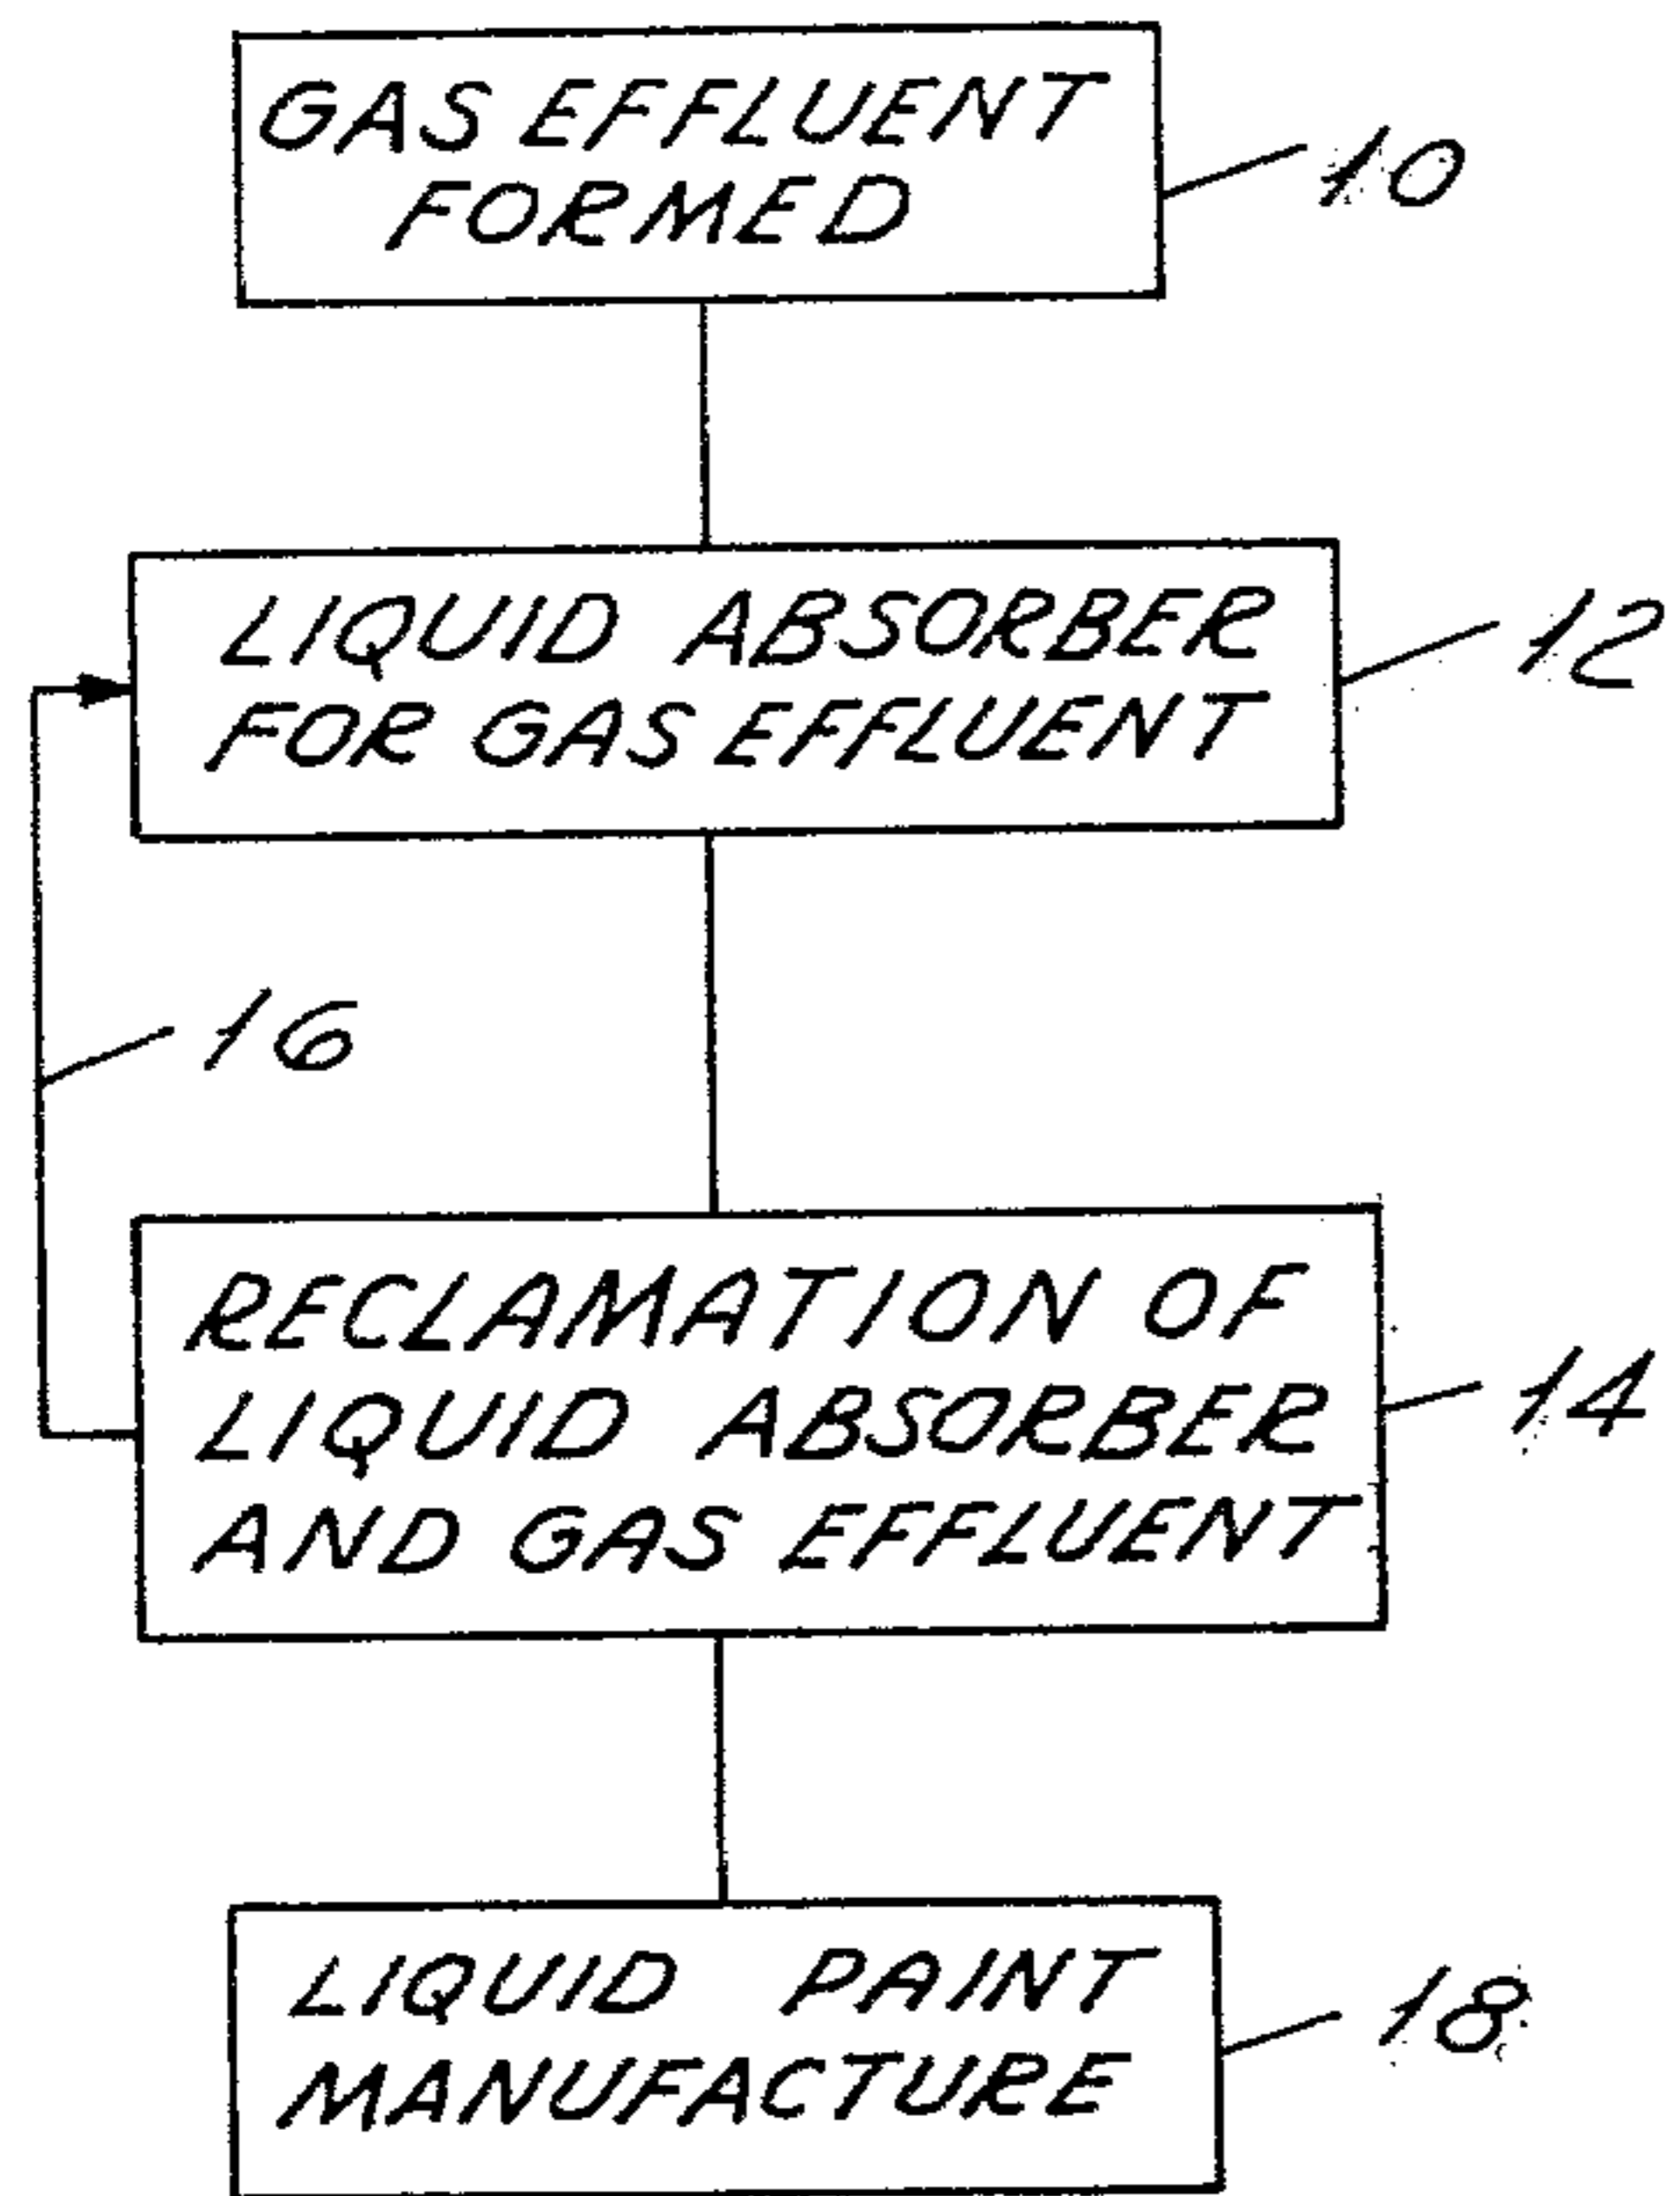 GAS EFFLUENT
FORMED
10
LIQUID ABSORBER
FOR GAS EFFLUENT
12
16
RECLAMATION OF
LIQUID ABSORBER
AND GAS EFFLUENT
14
LIQUID PAINT
MANUFACTURE
18